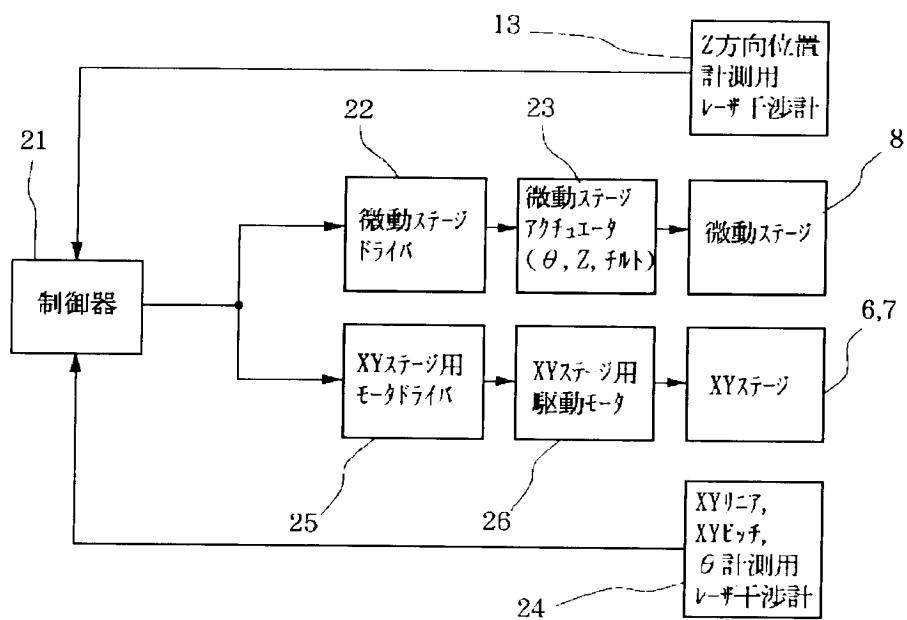 13
Z方向位置
計測用
レーザ干渉計
21
22
23
8
制御器
微動ステージ
ドライバ
微動ステージ
アクチュエータ
(θ, Z, チルト)
微動ステージ
6,7
XYステージ用
モータドライバ
XYステージ用
駆動モータ
XYステージ
25
26
XYリニア,
XYピッチ,
θ計測用
レーザ干渉計
24